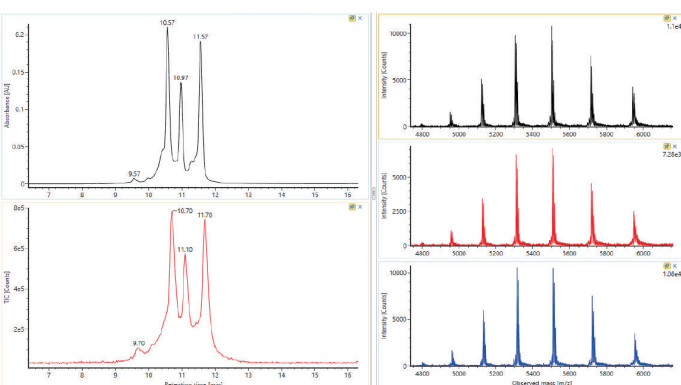 10.57
11.57
10.97
9.57
Absorbance [AU]
0.2
0.15
0.1
0.05
0
7 8 9 10 11 12 13 14 15 16
10.70
11.70
11.10
9.70
TIC [Counts]
8e5
6e5
4e5
2e5
7 8 9 10 11 12 13 14 15 16
Retention time [min]
1.1e4
Intensity [Counts]
10000
5000
0
4800 5000 5200 5400 5600 5800 6000
7.28e3
Intensity [Counts]
5000
2500
0
4800 5000 5200 5400 5600 5800 6000
1.08e4
Intensity [Counts]
10000
5000
0
4800 5000 5200 5400 5600 5800 6000
Observed mass [m/z]